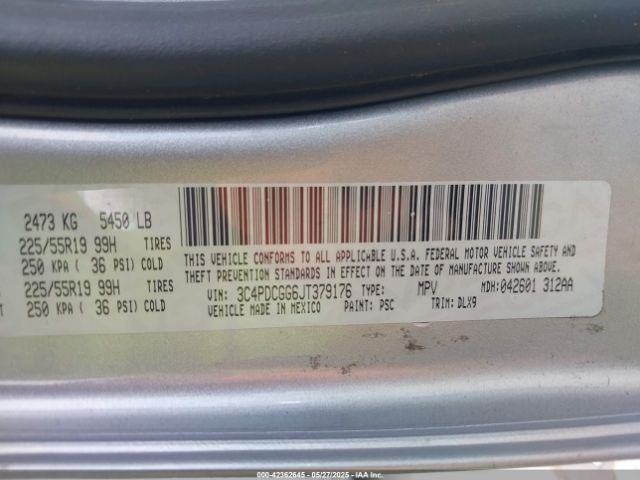 2473 KG 5450 LB
225/55R19 99H TIRES
250 KPA ( 36 PSI) COLD
225/55R19 99H TIRES
250 KPA ( 36 PSI) COLD
THIS VEHICLE CONFORMS TO ALL APPLICABLE U.S.A. FEDERAL MOTOR VEHICLE SAFETY AND
THEFT PREVENTION STANDARDS IN EFFECT ON THE DATE OF MANUFACTURE SHOWN ABOVE.
VIN: 3C4PDCGG6JT379176 TYPE: MPV MDH:042601 312AA
VEHICLE MADE IN MEXICO PAINT: PSC TRIM: DLX9
000-42362645 - 05/27/2025 - IAA Inc.